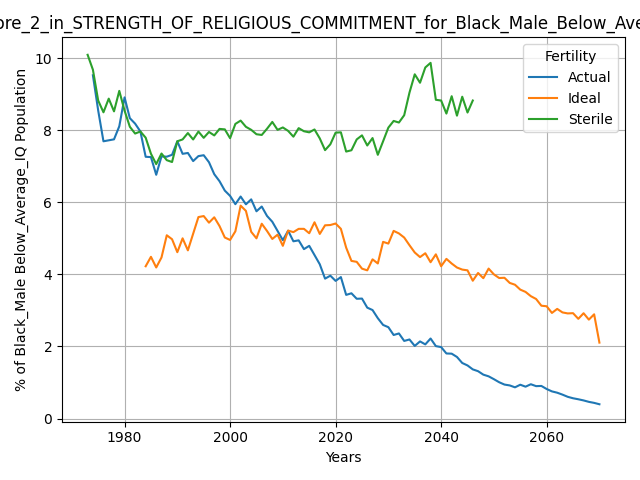 ore_2_in_STRENGTH_OF_RELIGIOUS_COMMITMENT_for_Black_Male_Below_Ave
Fertility
Actual
Ideal
Sterile
% of Black_Male Below_Average_IQ Population
10
8
6
4
2
0
1980 2000 2020 2040 2060
Years